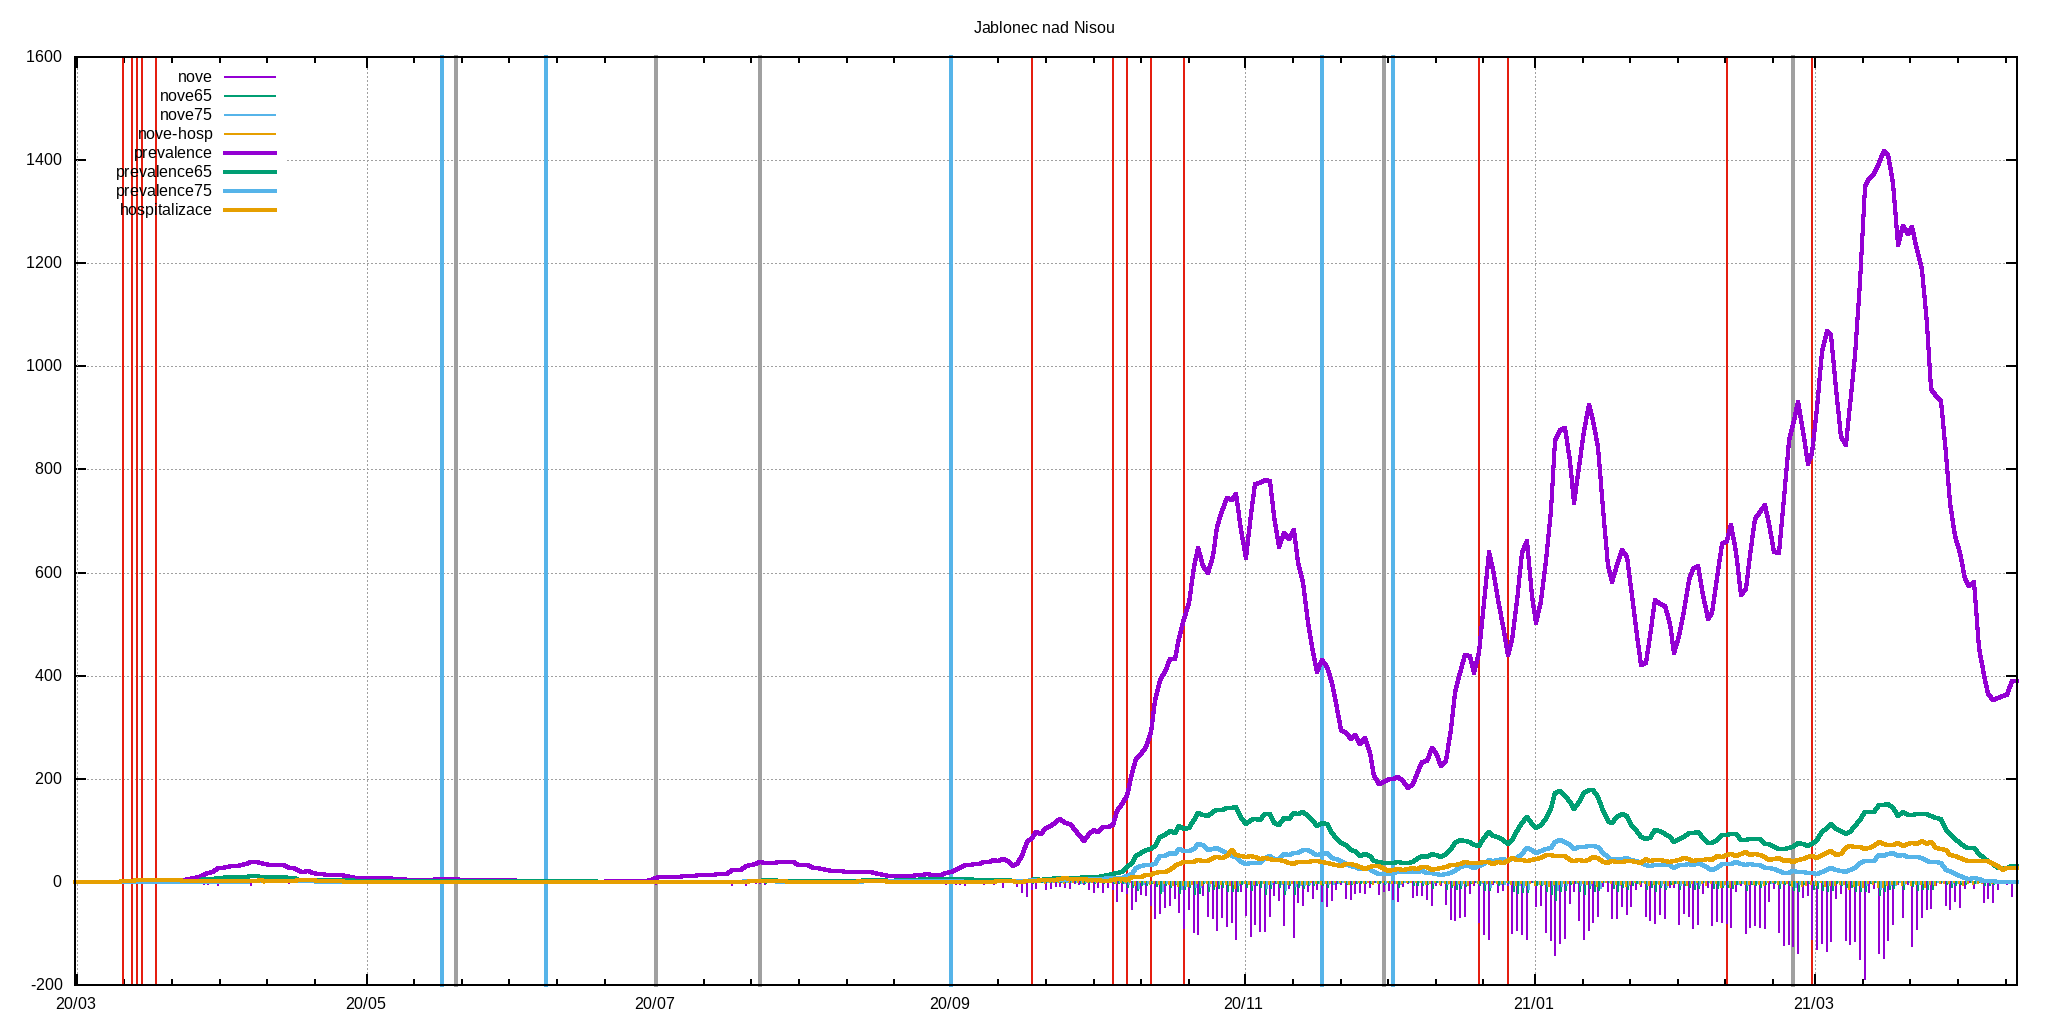 Jablonec nad Nisou
1600
1400
1200
1000
800
600
400
200
0
-200
nove
nove65
nove75
nove-hosp
prevalence
prevalence65
prevalence75
hospitalizace
20/03
20/05
20/07
20/09
20/11
21/01
21/03